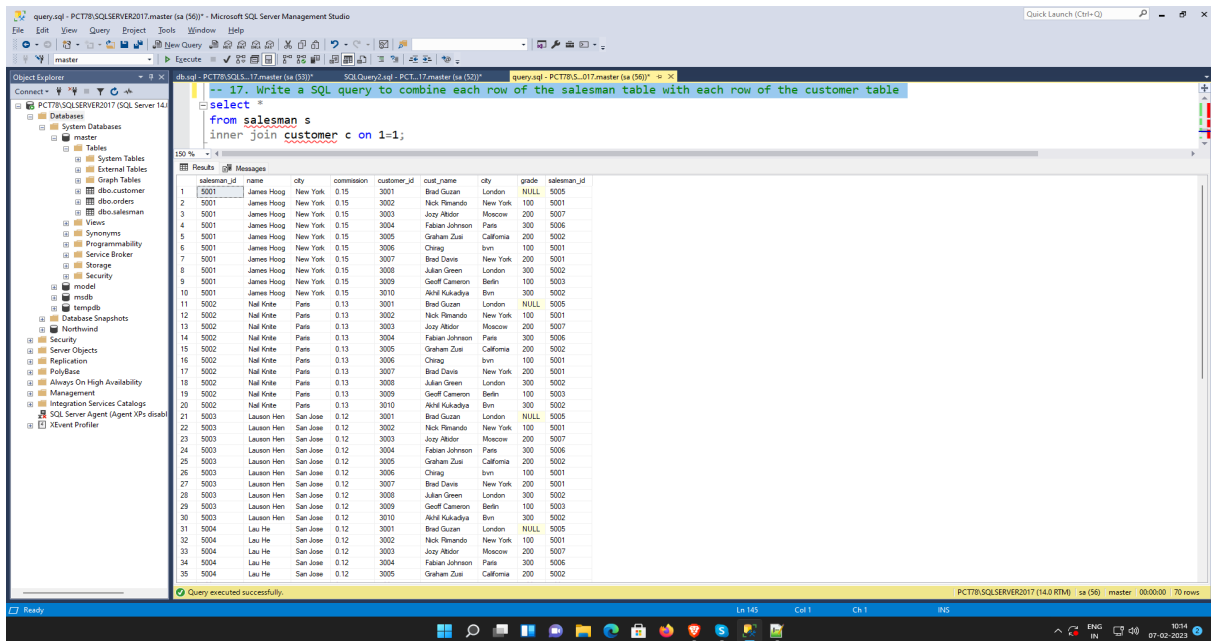 query.sql - PCT78\SQLSERVER2017.master (sa (56))* - Microsoft SQL Server Management Studio
Quick Launch (Ctrl+Q)
File Edit View Query Project Tools Window Help
New Query
master
Execute
Object Explorer
Connect
PCT78\SQLSERVER2017 (SQL Server 14.0
Databases
System Databases
master
Tables
System Tables
External Tables
Graph Tables
dbo.customer
dbo.orders
dbo.salesman
Views
Synonyms
Programmability
Service Broker
Storage
Security
model
msdb
tempdb
Database Snapshots
Northwind
Security
Server Objects
Replication
PolyBase
Always On High Availability
Management
Integration Services Catalogs
SQL Server Agent (Agent XPs disabl
XEvent Profiler
db.sql - PCT78\SQLS...17.master (sa (53))* SQLQuery2.sql - PCT...17.master (sa (52))* query.sql - PCT78\S...017.master (sa (56))*
-- 17. Write a SQL query to combine each row of the salesman table with each row of the customer table
select *
from salesman s
inner join customer c on 1=1;
150 %
Results Messages
salesman_id name city commission customer_id cust_name city grade salesman_id
1 5001 James Hoog New York 0.15 3001 Brad Guzan London NULL 5005
2 5001 James Hoog New York 0.15 3002 Nick Rimando New York 100 5001
3 5001 James Hoog New York 0.15 3003 Jozy Altidor Moscow 200 5007
4 5001 James Hoog New York 0.15 3004 Fabian Johnson Paris 300 5006
5 5001 James Hoog New York 0.15 3005 Graham Zusi California 200 5002
6 5001 James Hoog New York 0.15 3006 Chirag bvn 100 5001
7 5001 James Hoog New York 0.15 3007 Brad Davis New York 200 5001
8 5001 James Hoog New York 0.15 3008 Julian Green London 300 5002
9 5001 James Hoog New York 0.15 3009 Geoff Cameron Berlin 100 5003
10 5001 James Hoog New York 0.15 3010 Akhil Kukadiya Bvn 300 5002
11 5002 Nail Knite Paris 0.13 3001 Brad Guzan London NULL 5005
12 5002 Nail Knite Paris 0.13 3002 Nick Rimando New York 100 5001
13 5002 Nail Knite Paris 0.13 3003 Jozy Altidor Moscow 200 5007
14 5002 Nail Knite Paris 0.13 3004 Fabian Johnson Paris 300 5006
15 5002 Nail Knite Paris 0.13 3005 Graham Zusi California 200 5002
16 5002 Nail Knite Paris 0.13 3006 Chirag bvn 100 5001
17 5002 Nail Knite Paris 0.13 3007 Brad Davis New York 200 5001
18 5002 Nail Knite Paris 0.13 3008 Julian Green London 300 5002
19 5002 Nail Knite Paris 0.13 3009 Geoff Cameron Berlin 100 5003
20 5002 Nail Knite Paris 0.13 3010 Akhil Kukadiya Bvn 300 5002
21 5003 Lauson Hen San Jose 0.12 3001 Brad Guzan London NULL 5005
22 5003 Lauson Hen San Jose 0.12 3002 Nick Rimando New York 100 5001
23 5003 Lauson Hen San Jose 0.12 3003 Jozy Altidor Moscow 200 5007
24 5003 Lauson Hen San Jose 0.12 3004 Fabian Johnson Paris 300 5006
25 5003 Lauson Hen San Jose 0.12 3005 Graham Zusi California 200 5002
26 5003 Lauson Hen San Jose 0.12 3006 Chirag bvn 100 5001
27 5003 Lauson Hen San Jose 0.12 3007 Brad Davis New York 200 5001
28 5003 Lauson Hen San Jose 0.12 3008 Julian Green London 300 5002
29 5003 Lauson Hen San Jose 0.12 3009 Geoff Cameron Berlin 100 5003
30 5003 Lauson Hen San Jose 0.12 3010 Akhil Kukadiya Bvn 300 5002
31 5004 Lau He San Jose 0.12 3001 Brad Guzan London NULL 5005
32 5004 Lau He San Jose 0.12 3002 Nick Rimando New York 100 5001
33 5004 Lau He San Jose 0.12 3003 Jozy Altidor Moscow 200 5007
34 5004 Lau He San Jose 0.12 3004 Fabian Johnson Paris 300 5006
35 5004 Lau He San Jose 0.12 3005 Graham Zusi California 200 5002
Query executed successfully.
PCT78\SQLSERVER2017 (14.0 RTM) sa (56) master 00:00:00 70 rows
Ready
Ln 145 Col 1 Ch 1 INS
ENG
IN
10:14
07-02-2023
2